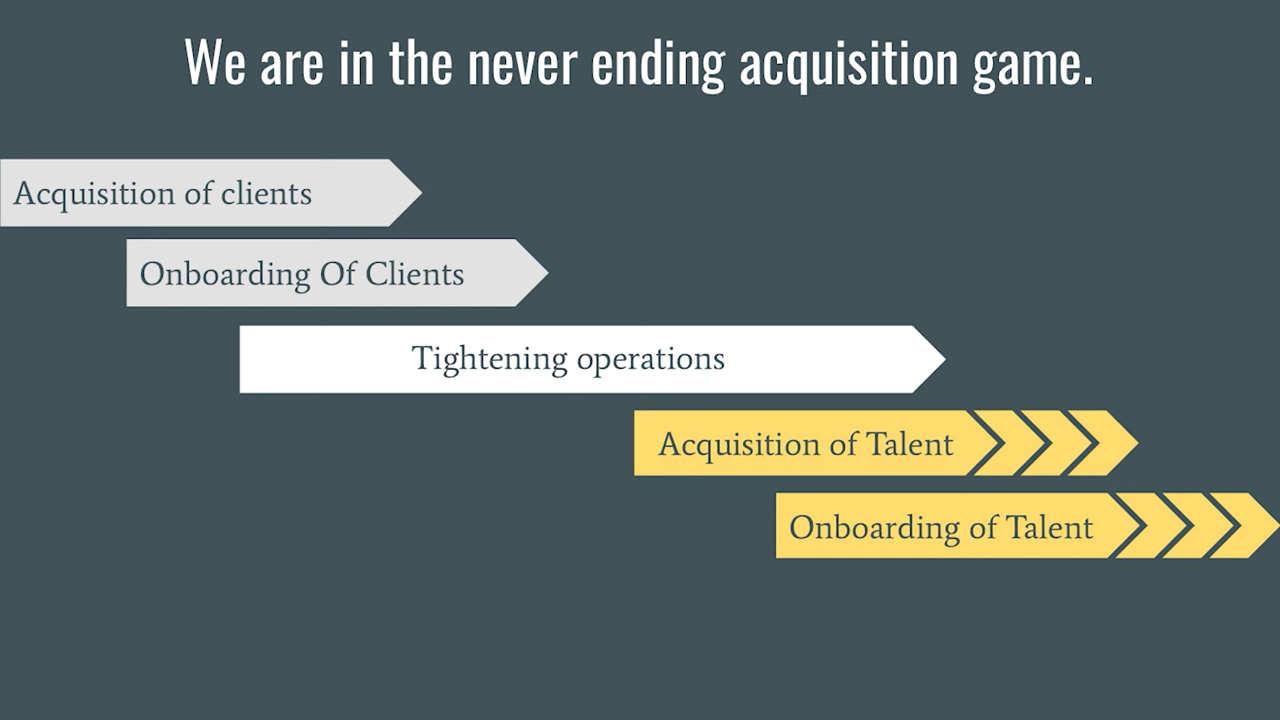 We are in the never ending acquisition game.
Acquisition of clients
Onboarding Of Clients
Tightening operations
Acquisition of Talent
Onboarding of Talent